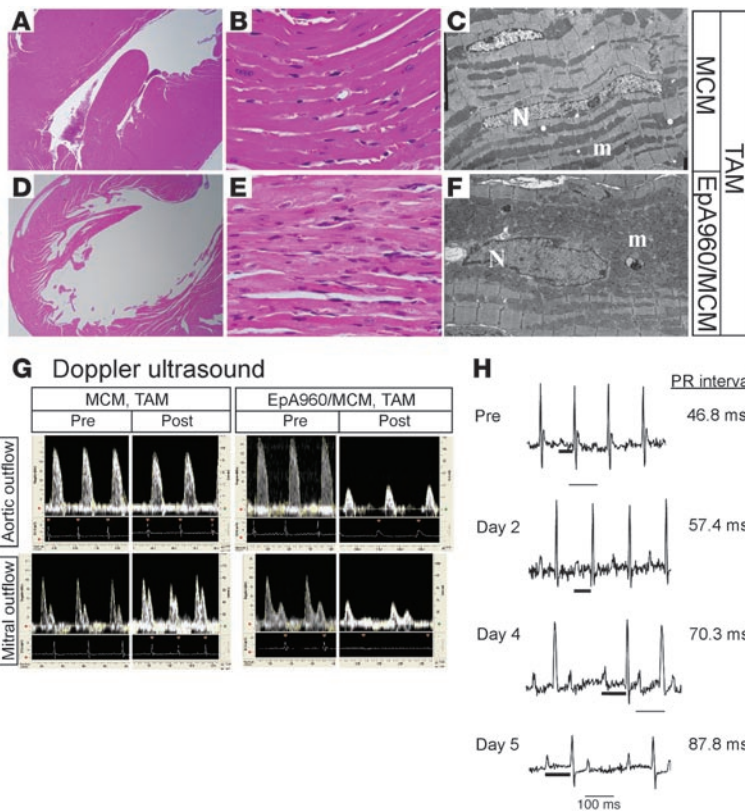 A
B
C
MCM
TAM
N
m
D
E
F
EpA960/MCM
N
m
G Doppler ultrasound
MCM, TAM
EpA960/MCM, TAM
Pre
Post
Pre
Post
Aortic outflow
Mitral outflow
H
PR interva
Pre
46.8 ms
Day 2
57.4 ms
Day 4
70.3 ms
Day 5
87.8 ms
100 ms